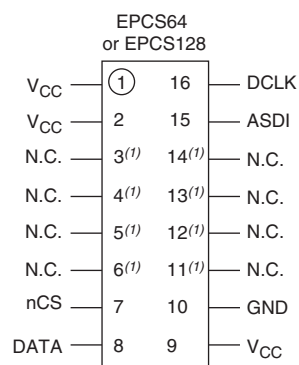 EPCS64
or EPCS128
VCC 1 16 DCLK
VCC 2 15 ASDI
N.C. 3(1) 14(1) N.C.
N.C. 4(1) 13(1) N.C.
N.C. 5(1) 12(1) N.C.
N.C. 6(1) 11(1) N.C.
nCS 7 10 GND
DATA 8 9 VCC